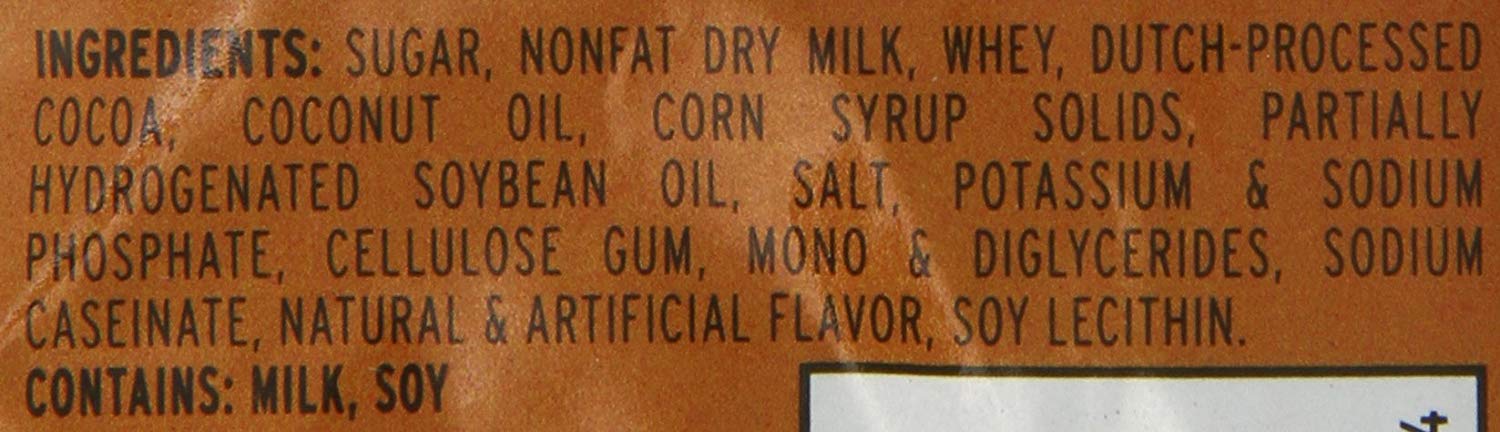 INGREDIENTS: SUGAR, NONFAT DRY MILK, WHEY, DUTCH-PROCESSED
COCOA, COCONUT OIL, CORN SYRUP SOLIDS, PARTIALLY
HYDROGENATED SOYBEAN OIL, SALT, POTASSIUM & SODIUM
PHOSPHATE, CELLULOSE GUM, MONO & DIGLYCERIDES, SODIUM
CASEINATE, NATURAL & ARTIFICIAL FLAVOR, SOY LECITHIN.
CONTAINS: MILK, SOY